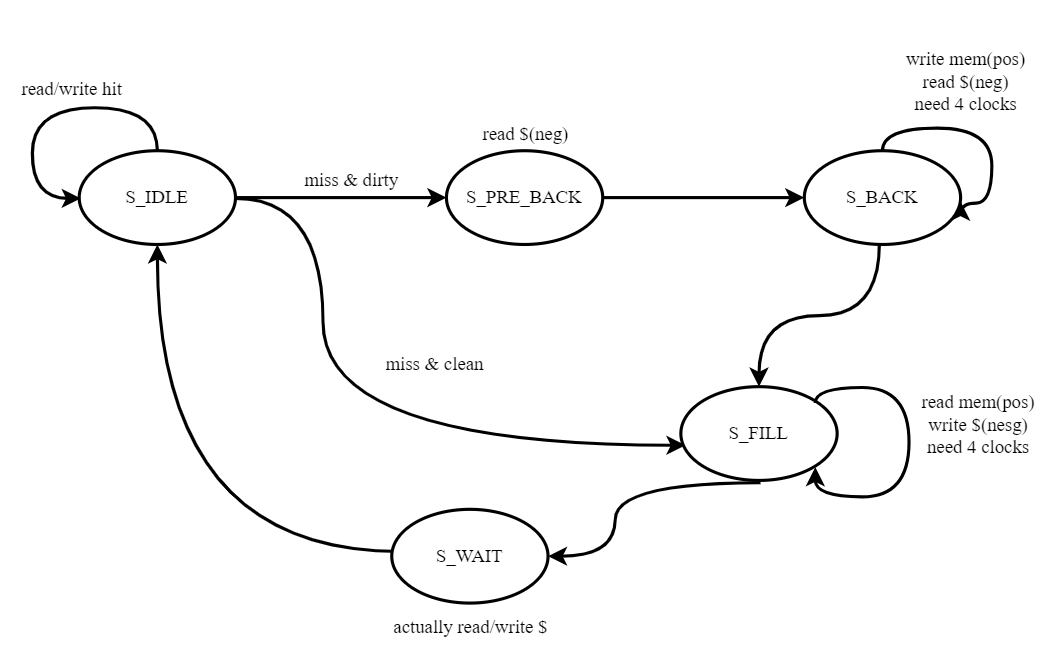 write mem(pos)
read $(neg)
need 4 clocks
read/write hit
read $(neg)
miss & dirty
S_IDLE
S_PRE_BACK
S_BACK
miss & clean
read mem(pos)
write $(nesg)
need 4 clocks
S_FILL
S_WAIT
actually read/write $